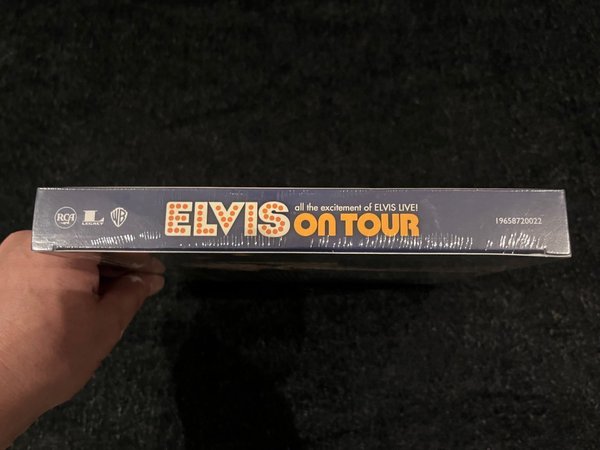 RCA
LEGACY
WB
ELVIS
all the excitement of ELVIS LIVE!
ON TOUR
19658720022